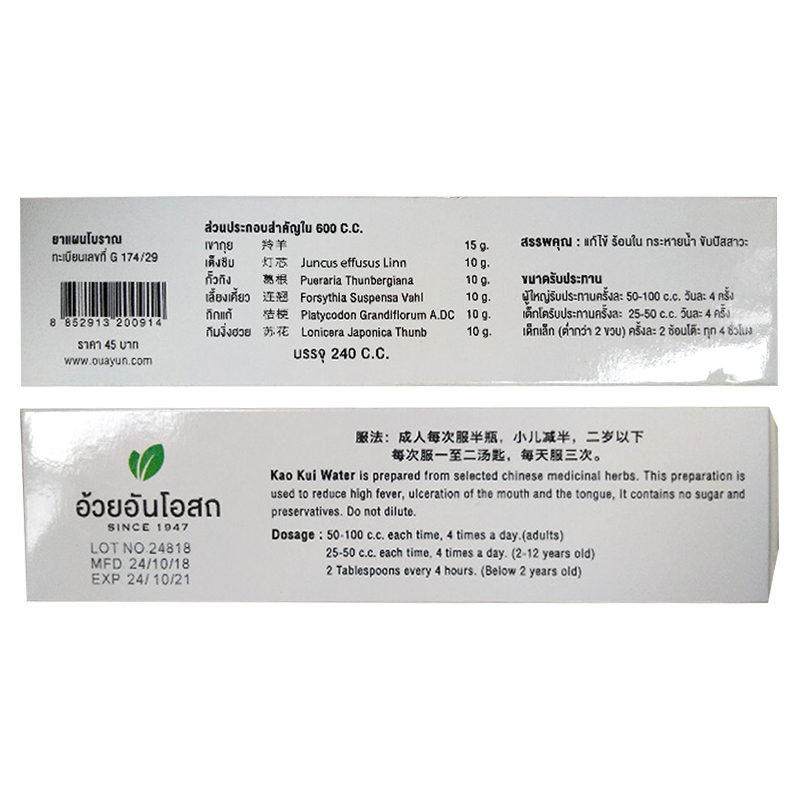 ยาแผนโบราณ
ทะเบียนเลขที่ G 174/29
8 852913 200914
ราคา 45 บาท
www.ouayun.com
ส่วนประกอบสำคัญใน 600 C.C.
เขากุย 羚羊 15 g.
เต็งซิม 灯芯 Juncus effusus Linn 10 g.
กั๊วกิง 葛根 Pueraria Thunbergiana 10 g.
เลี้ยงเคี้ยว 连翘 Forsythia Suspensa Vahl 10 g.
กิกแก้ 桔梗 Platycodon Grandiflorum A.DC 10 g.
กิมงิ่งฮวย 苏花 Lonicera Japonica Thunb 10 g.
บรรจุ 240 C.C.
สรรพคุณ : แก้ไข้ ร้อนใน กระหายน้ำ ขับปัสสาวะ
ขนาดรับประทาน
ผู้ใหญ่รับประทานครั้งละ 50-100 c.c. วันละ 4 ครั้ง
เด็กโตรับประทานครั้งละ 25-50 c.c. วันละ 4 ครั้ง
เด็กเล็ก (ต่ำกว่า 2 ขวบ) ครั้งละ 2 ช้อนโต๊ะ ทุก 4 ชั่วโมง
อ้วยอันโอสถ
SINCE 1947
LOT NO 24818
MFD 24/10/18
EXP 24/10/21
服法：成人每次服半瓶，小儿减半，二岁以下
每次服一至二汤匙，每天服三次。
Kao Kui Water is prepared from selected chinese medicinal herbs. This preparation is
used to reduce high fever, ulceration of the mouth and the tongue, It contains no sugar and
preservatives. Do not dilute.
Dosage : 50-100 c.c. each time, 4 times a day.(adults)
25-50 c.c. each time, 4 times a day. (2-12 years old)
2 Tablespoons every 4 hours. (Below 2 years old)